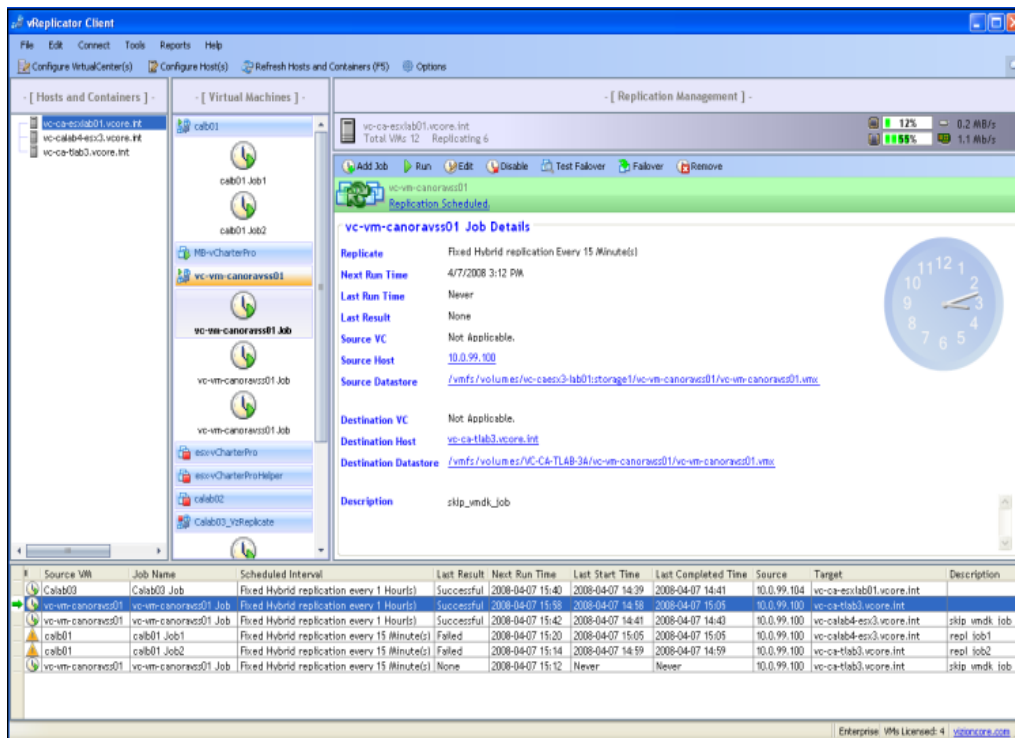 vReplicator Client
File Edit Connect Tools Reports Help
Configure VirtualCenter(s) Configure Host(s) Refresh Hosts and Containers (F5) Options
- [ Hosts and Containers ] -
vc-ca-esxlab01.vcore.int
vc-calab4-esx3.vcore.int
vc-ca-tlab3.vcore.int
- [ Virtual Machines ] -
calb01
calb01 Job1
calb01 Job2
MB-vCharterPro
vc-vm-canoravss01
vc-vm-canoravss01 Job
vc-vm-canoravss01 Job
vc-vm-canoravss01 Job
esx-vCharterPro
esx-vCharterProHelper
calab02
Calab03_VzReplicate
- [ Replication Management ] -
vc-ca-esxlab01.vcore.int
Total VMs 12 Replicating 6
12% 0.2 MB/s
55% 1.1 Mb/s
Add Job Run Edit Disable Test Failover Failover Remove
vc-vm-canoravss01
Replication Scheduled.
vc-vm-canoravss01 Job Details
Replicate Fixed Hybrid replication Every 15 Minute(s)
Next Run Time 4/7/2008 3:12 PM
Last Run Time Never
Last Result None
Source VC Not Applicable.
Source Host 10.0.99.100
Source Datastore /vmfs/volumes/vc-caesx3-lab01:storage1/vc-vm-canoravss01/vc-vm-canoravss01.vmx
Destination VC Not Applicable.
Destination Host vc-ca-tlab3.vcore.int
Destination Datastore /vmfs/volumes/VC-CA-TLAB-3A/vc-vm-canoravss01/vc-vm-canoravss01.vmx
Description skip_vmdk_job
12 1 2 3 4 5 6 7 8 9 10 11
Source VM Job Name Scheduled Interval Last Result Next Run Time Last Start Time Last Completed Time Source Target Description
Calab03 Calab03 Job Fixed Hybrid replication every 1 Hour(s) Successful 2008-04-07 15:40 2008-04-07 14:39 2008-04-07 14:41 10.0.99.104 vc-ca-esxlab01.vcore.int
vc-vm-canoravss01 vc-vm-canoravss01 Job Fixed Hybrid replication every 1 Hour(s) Successful 2008-04-07 15:58 2008-04-07 14:58 2008-04-07 15:05 10.0.99.100 vc-ca-tlab3.vcore.int
vc-vm-canoravss01 vc-vm-canoravss01 Job Fixed Hybrid replication every 1 Hour(s) Successful 2008-04-07 15:42 2008-04-07 14:41 2008-04-07 14:43 10.0.99.100 vc-calab4-esx3.vcore.int skip_vmdk_job
calb01 calb01 Job1 Fixed Hybrid replication every 15 Minute(s) Failed 2008-04-07 15:20 2008-04-07 15:05 2008-04-07 15:05 10.0.99.100 vc-calab4-esx3.vcore.int repl_job1
calb01 calb01 Job2 Fixed Hybrid replication every 15 Minute(s) Failed 2008-04-07 15:14 2008-04-07 14:59 2008-04-07 14:59 10.0.99.100 vc-ca-tlab3.vcore.int repl_job2
vc-vm-canoravss01 vc-vm-canoravss01 Job Fixed Hybrid replication every 15 Minute(s) None 2008-04-07 15:12 Never Never 10.0.99.100 vc-ca-tlab3.vcore.int skip_vmdk_job
Enterprise VMs Licensed: 4 vizioncore.com